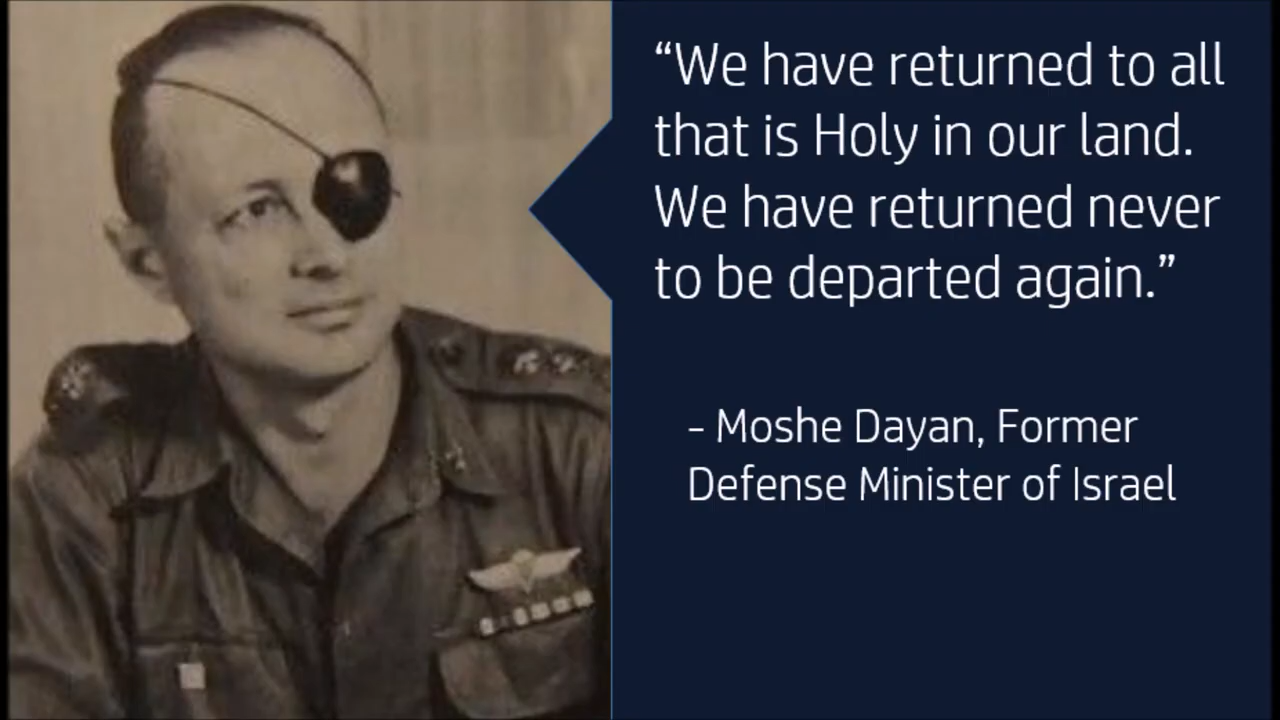 “We have returned to all
that is Holy in our land.
We have returned never
to be departed again.”
- Moshe Dayan, Former
Defense Minister of Israel